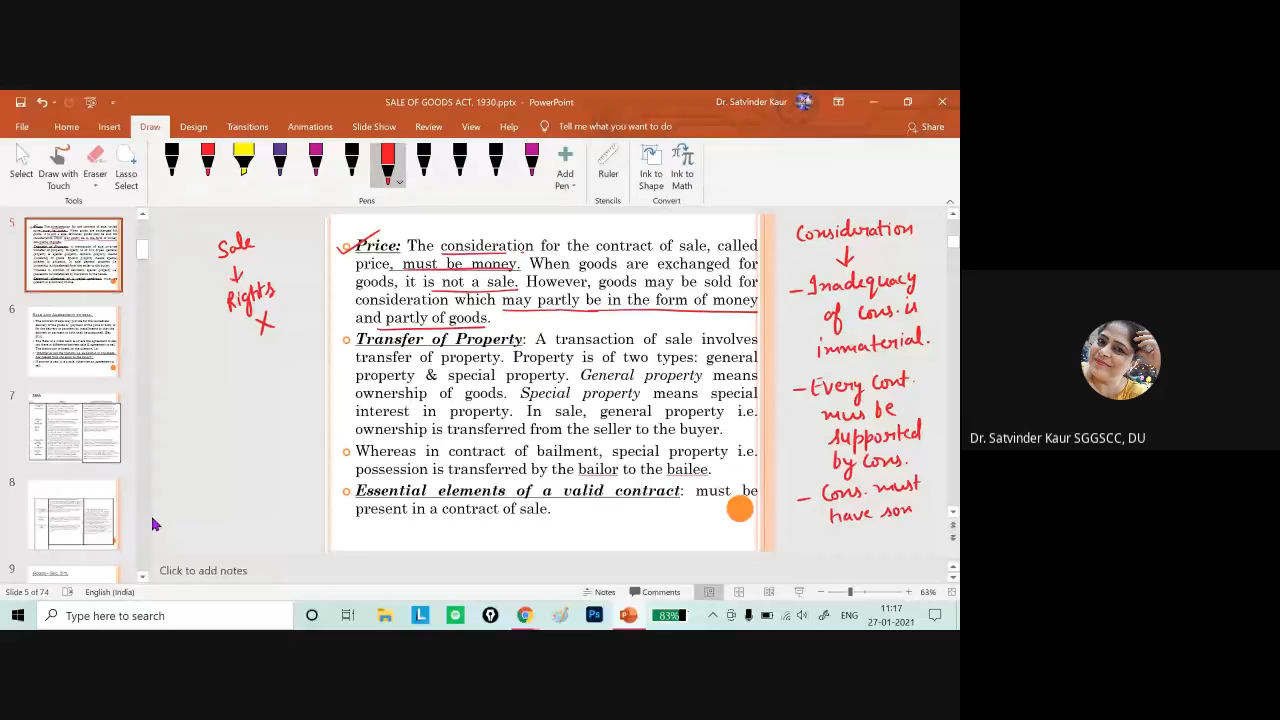 SALE OF GOODS ACT. 1930.pptx - PowerPoint
Dr. Satvinder Kaur
File Home Insert Draw Design Transitions Animations Slide Show Review View Help Tell me what you want to do
Share
Select
Draw with Touch
Eraser
Lasso Select
Add Pen
Ruler
Ink to Shape
Ink to Math
Tools
Pens
Stencils
Convert
5
6
7
8
9
Sale
Rights
X
Price: The consideration for the contract of sale, called
price, must be money. When goods are exchanged for
goods, it is not a sale. However, goods may be sold for
consideration which may partly be in the form of money
and partly of goods.
Transfer of Property: A transaction of sale involves
transfer of property. Property is of two types: general
property & special property. General property means
ownership of goods. Special property means special
interest in property. In sale, general property i.e.
ownership is transferred from the seller to the buyer.
Whereas in contract of bailment, special property i.e.
possession is transferred by the bailor to the bailee.
Essential elements of a valid contract: must be
present in a contract of sale.
Consideration
- Inadequacy
of cons. is
immaterial.
- Every cont.
must be
supported
by cons.
- Cons. must
have som
Dr. Satvinder Kaur SGGSCC, DU
Click to add notes
Slide 5 of 74
English (India)
Notes
Comments
63%
Type here to search
83%
ENG
11:17
27-01-2021